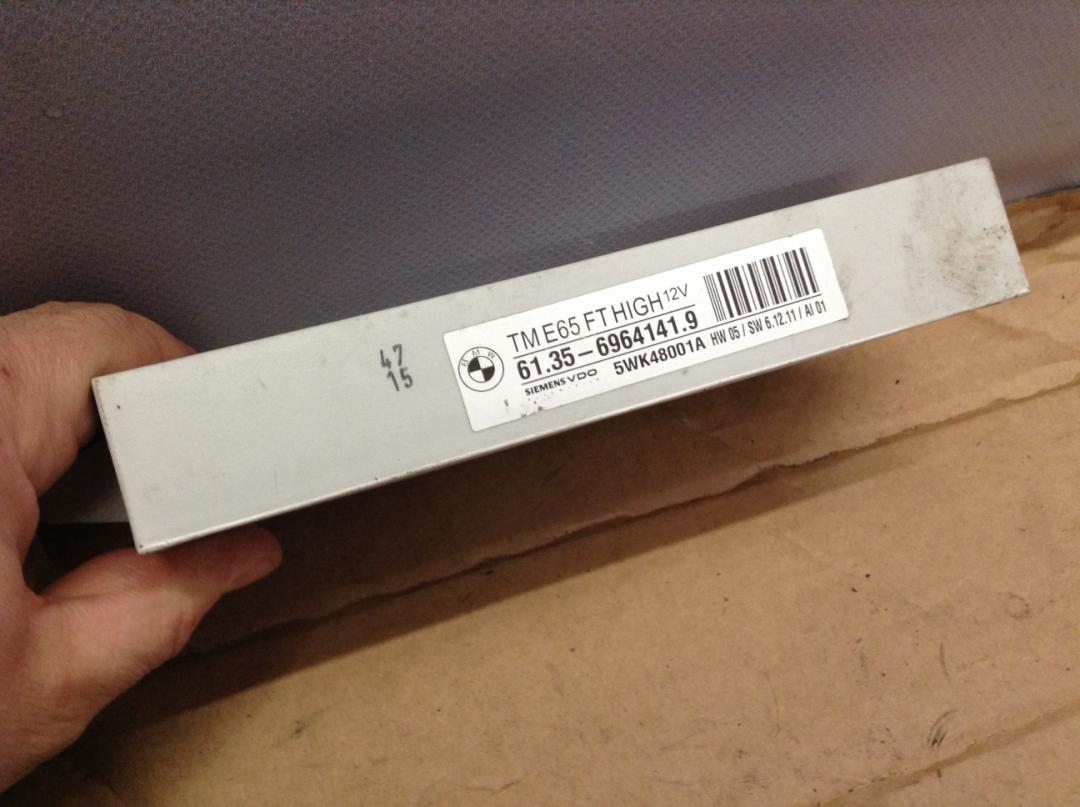 47
15
BMW
TM E65 FT HIGH 12V
61.35-6964141.9
SIEMENS VDO 5WK48001A HW 05 / SW 6.12.11 / AI 01